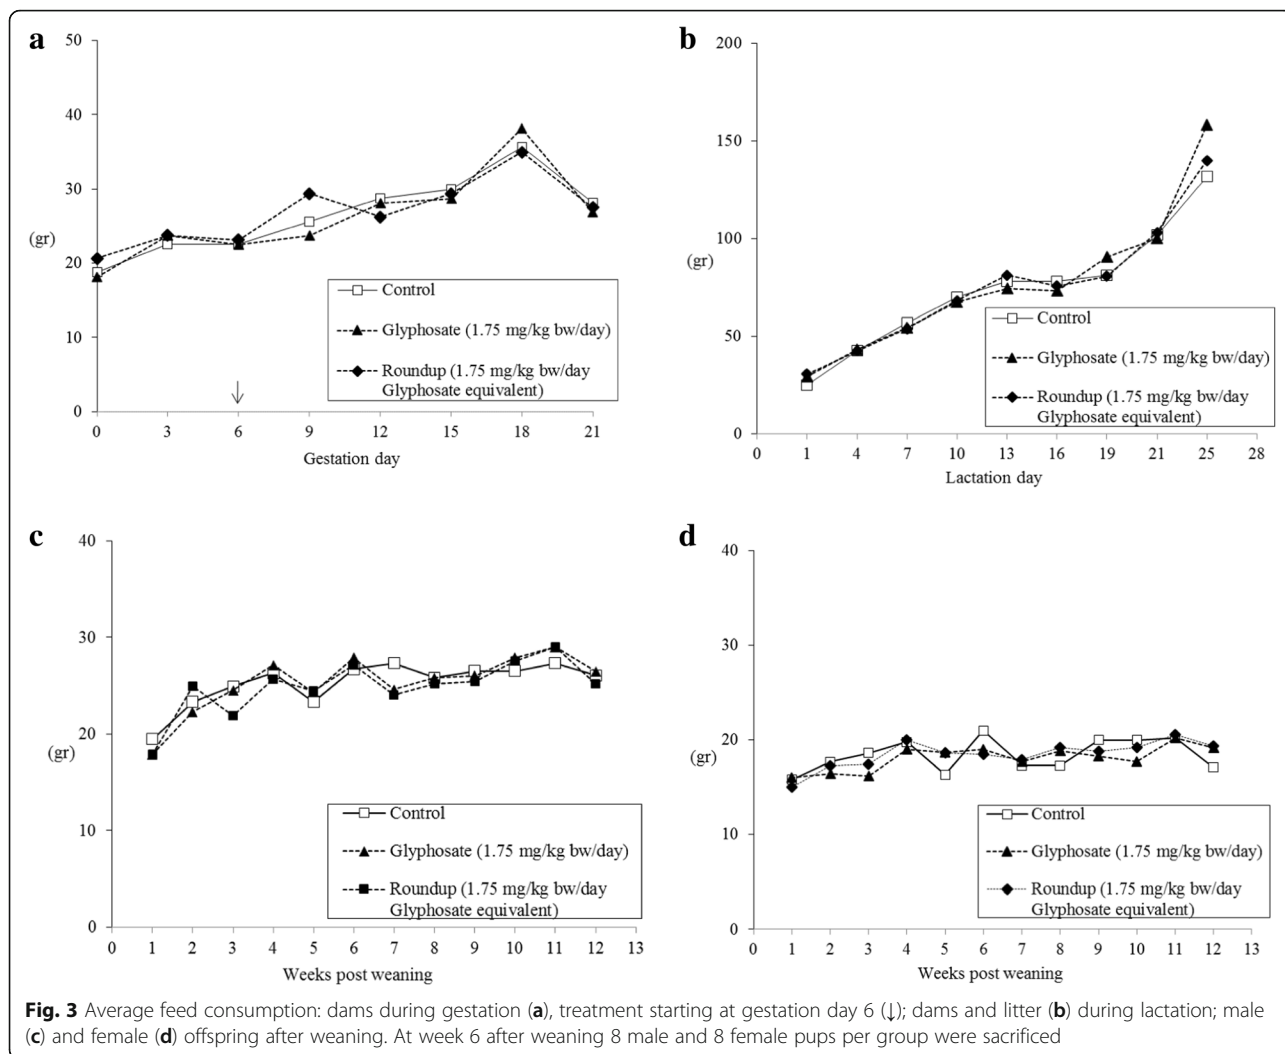 a
50
40
30
(gr)
20
10
0
0 3 6 9 12 15 18 21
Gestation day
Control
Glyphosate (1.75 mg/kg bw/day)
Roundup (1.75 mg/kg bw/day
Glyphosate equivalent)
b
200
150
100
(gr)
50
0
0 1 4 7 10 13 16 19 21 25 28
Lactation day
Control
Glyphosate (1.75 mg/kg bw/day)
Roundup (1.75 mg/kg bw/day
Glyphosate equivalent)
c
40
30
20
(gr)
10
0
0 1 2 3 4 5 6 7 8 9 10 11 12 13
Weeks post weaning
Control
Glyphosate (1.75 mg/kg bw/day)
Roundup (1.75 mg/kg bw/day
Glyphosate equivalent)
d
40
30
20
(gr)
10
0
0 1 2 3 4 5 6 7 8 9 10 11 12 13
Weeks post weaning
Control
Glyphosate (1.75 mg/kg bw/day)
Roundup (1.75 mg/kg bw/day
Glyphosate equivalent)
Fig. 3 Average feed consumption: dams during gestation (a), treatment starting at gestation day 6 (↓); dams and litter (b) during lactation; male
(c) and female (d) offspring after weaning. At week 6 after weaning 8 male and 8 female pups per group were sacrificed